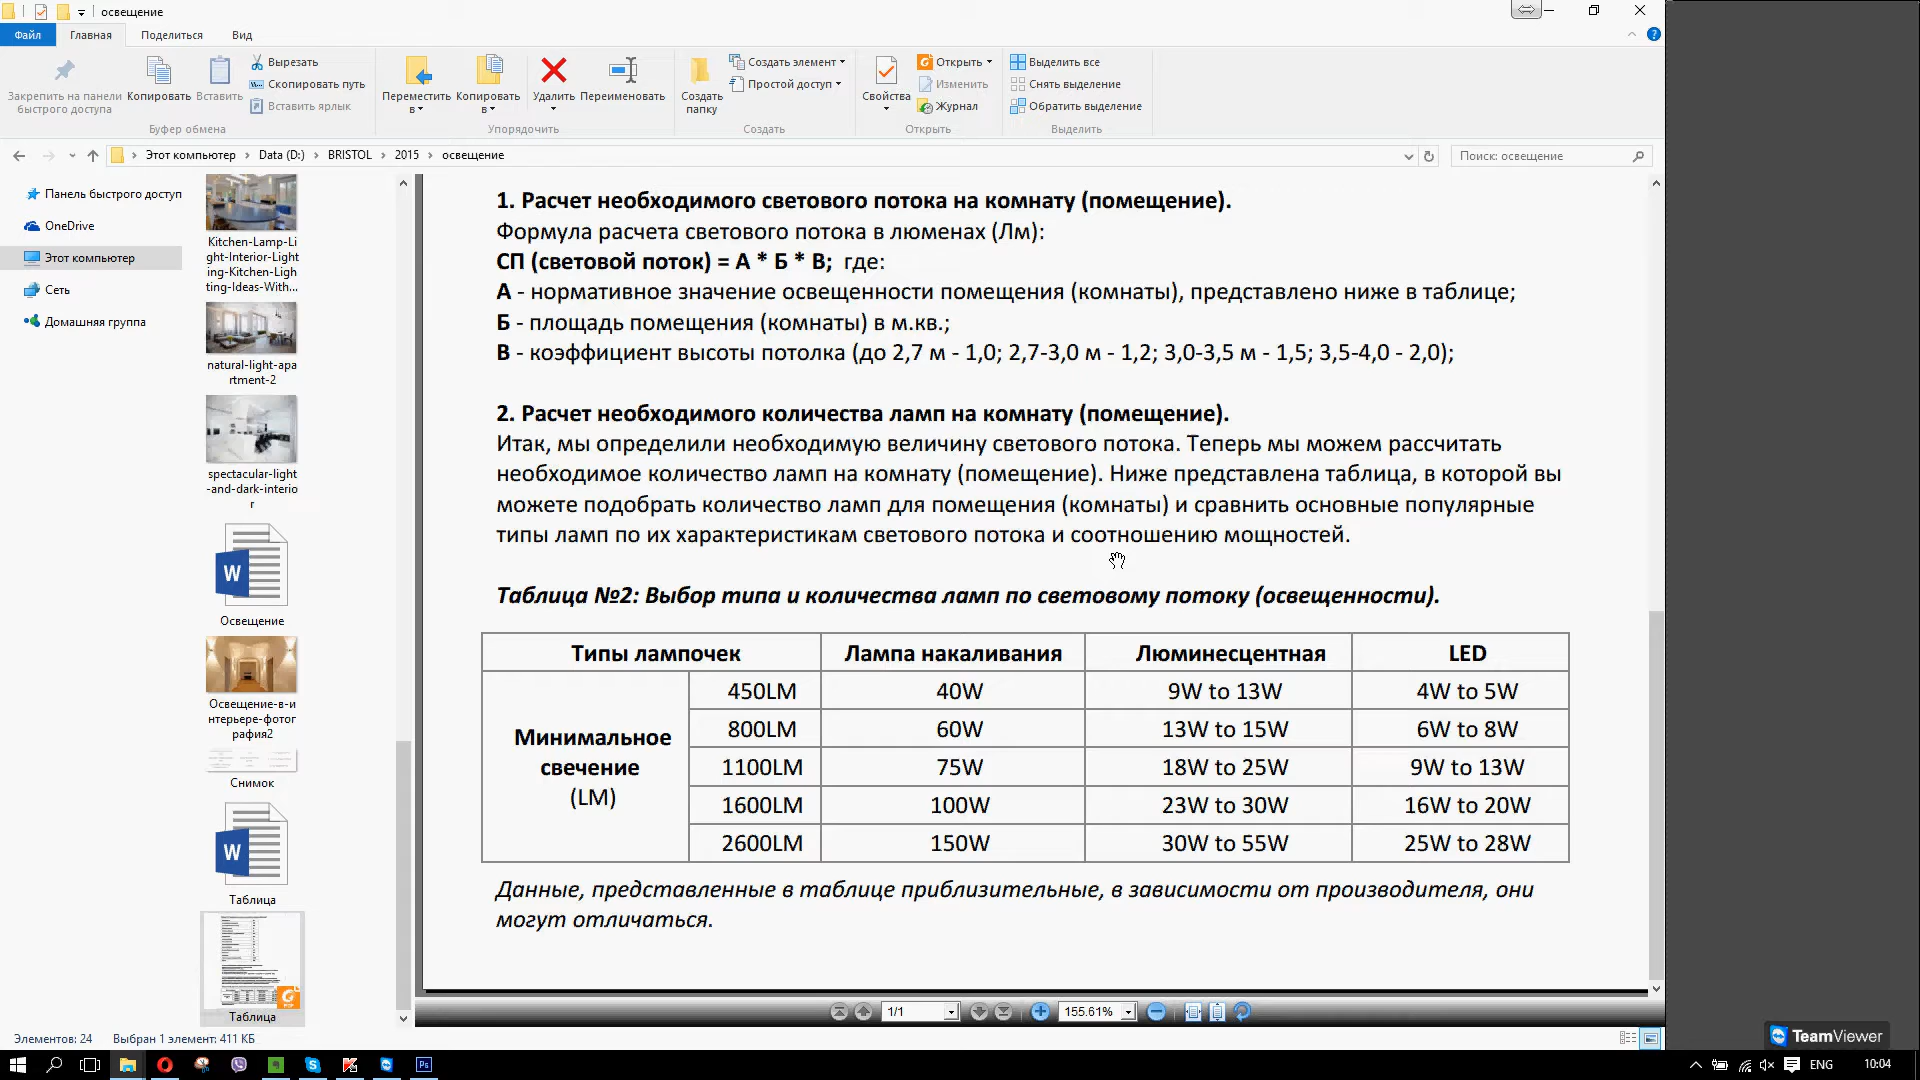 освещение
Файл
Главная
Поделиться
Вид
Закрепить на панели
быстрого доступа
Копировать
Вставить
Вырезать
Скопировать путь
Вставить ярлык
Буфер обмена
Переместить
в
Копировать
в
Удалить
Переименовать
Упорядочить
Создать
папку
Создать элемент
Простой доступ
Создать
Свойства
Открыть
Изменить
Журнал
Открыть
Выделить все
Снять выделение
Обратить выделение
Выделить
Этот компьютер
Data (D:)
BRISTOL
2015
освещение
Поиск: освещение
Панель быстрого доступ
OneDrive
Этот компьютер
Сеть
Домашняя группа
Kitchen-Lamp-Li
ght-Interior-Light
ing-Kitchen-Ligh
ting-Ideas-With...
natural-light-apa
rtment-2
spectacular-light
-and-dark-interio
r
W
Освещение
Освещение-в-и
нтерьере-фотог
рафия2
Снимок
W
Таблица
Таблица
1. Расчет необходимого светового потока на комнату (помещение).
Формула расчета светового потока в люменах (Лм):
СП (световой поток) = А * Б * В; где:
А - нормативное значение освещенности помещения (комнаты), представлено ниже в таблице;
Б - площадь помещения (комнаты) в м.кв.;
В - коэффициент высоты потолка (до 2,7 м - 1,0; 2,7-3,0 м - 1,2; 3,0-3,5 м - 1,5; 3,5-4,0 - 2,0);
2. Расчет необходимого количества ламп на комнату (помещение).
Итак, мы определили необходимую величину светового потока. Теперь мы можем рассчитать
необходимое количество ламп на комнату (помещение). Ниже представлена таблица, в которой вы
можете подобрать количество ламп для помещения (комнаты) и сравнить основные популярные
типы ламп по их характеристикам светового потока и соотношению мощностей.
Таблица №2: Выбор типа и количества ламп по световому потоку (освещенности).
Типы лампочек Лампа накаливания Люминесцентная LED
Минимальное
свечение
(LM)
450LM 40W 9W to 13W 4W to 5W
800LM 60W 13W to 15W 6W to 8W
1100LM 75W 18W to 25W 9W to 13W
1600LM 100W 23W to 30W 16W to 20W
2600LM 150W 30W to 55W 25W to 28W
Данные, представленные в таблице приблизительные, в зависимости от производителя, они
могут отличаться.
1/1
155.61%
Элементов: 24
Выбран 1 элемент: 411 КБ
TeamViewer
Ps
ENG
10:04